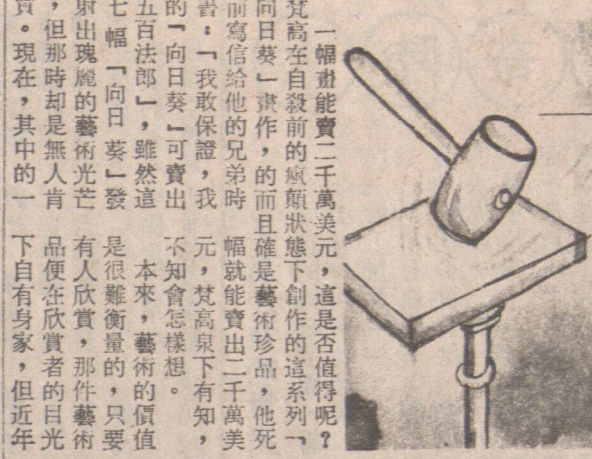 一幅畫能賣二千萬美元，這是否值得呢？
梵高在自殺前的瘋顛狀態下創作的這系列「
向日葵」畫作，的而且確是藝術珍品，他死
前寫信給他的兄弟時
書：「我敢保證，我
的「向日葵」可賣出
五百法郎」，雖然這
七幅「向日葵」發
射出瑰麗的藝術光芒
，但那時却是無人肯
買。現在，其中的一
幅就能賣出二千萬美
元，梵高泉下有知，
不知會怎樣想。
本來，藝術的價值
是很難衡量的，只要
有人欣賞，那件藝術
品便在欣賞者的目光
下自有身家，但近年